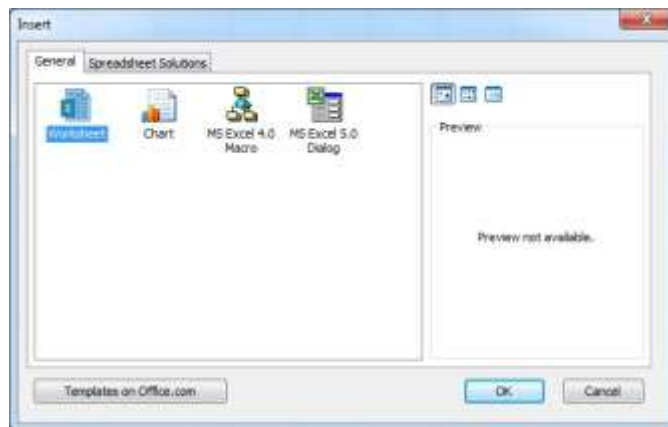 Insert
General Spreadsheet Solutions
Worksheet Chart MS Excel 4.0 MS Excel 5.0
Macro Dialog
Preview
Preview not available.
Templates on Office.com OK Cancel